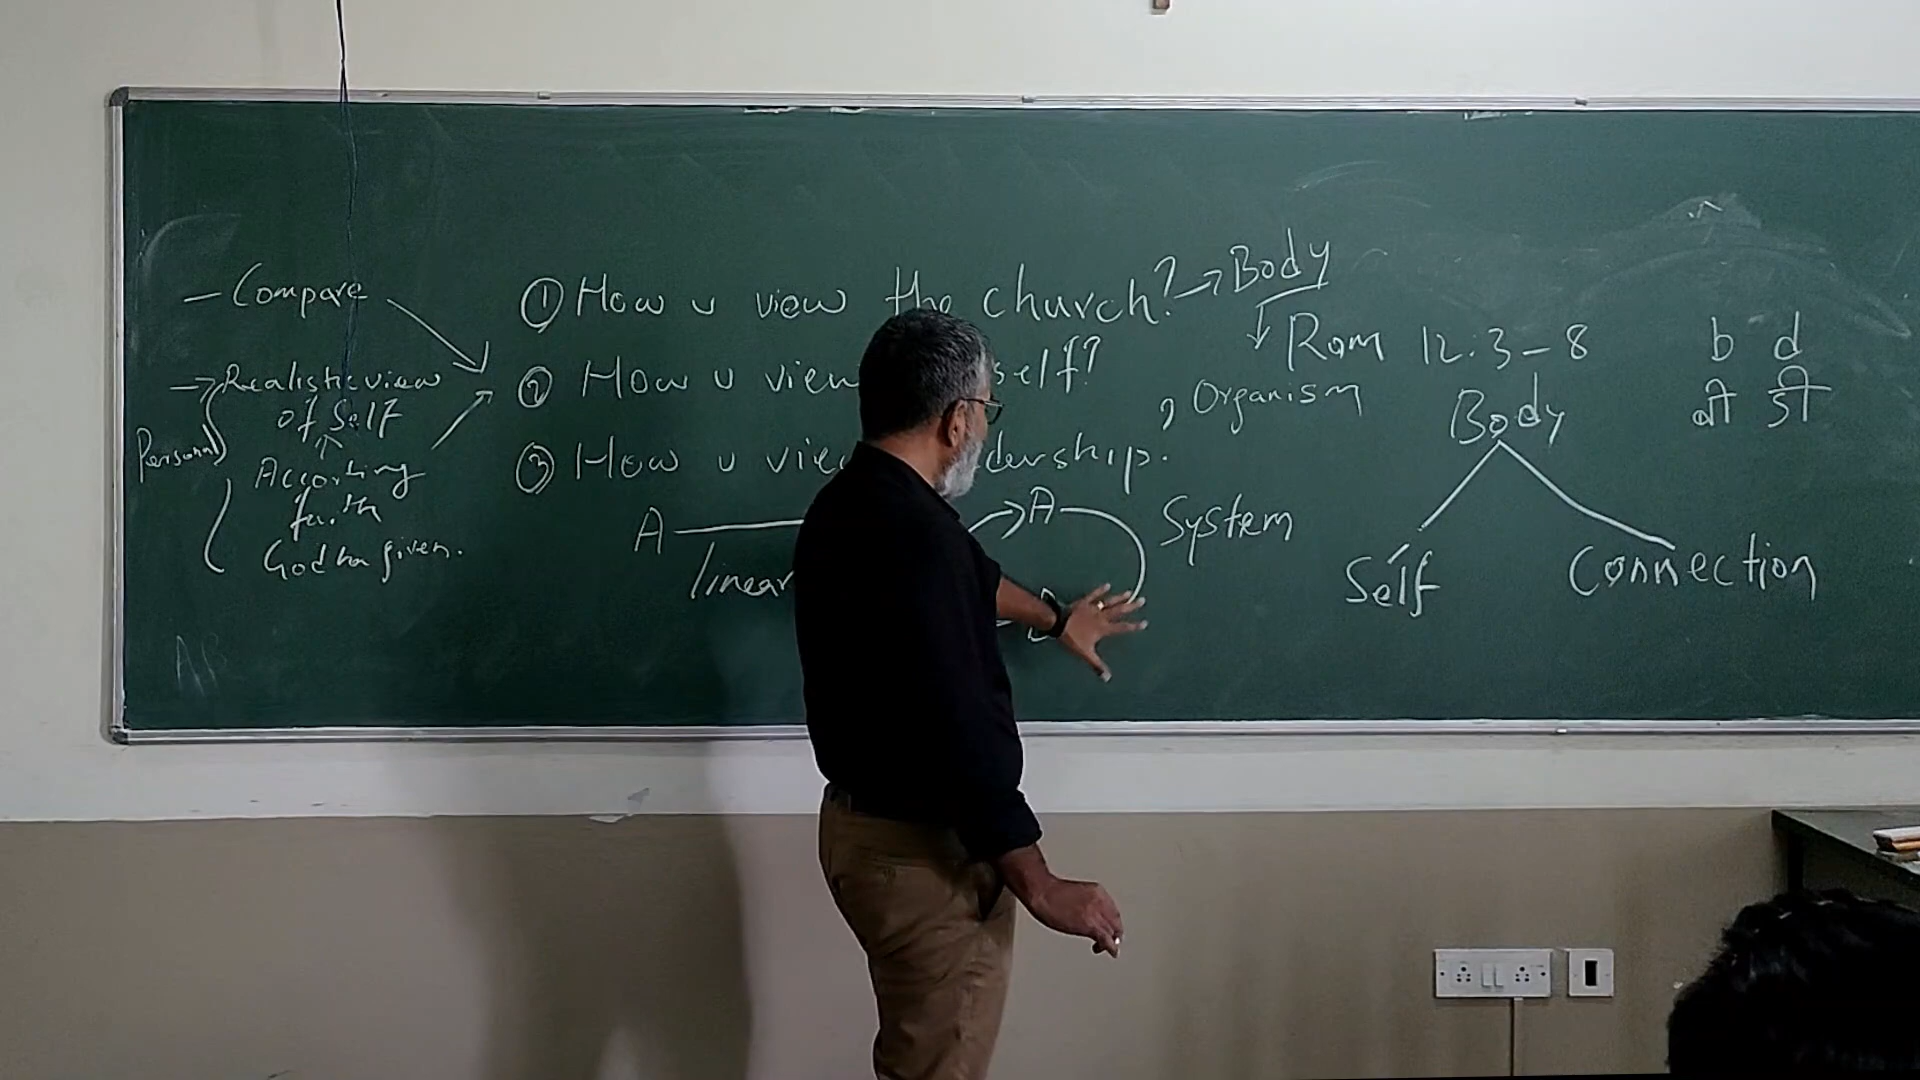 – Compare
→ Realistic view
of Self
Personal
According
faith
God has given.
① How u view the church? → Body
② How u view self?
③ How u view dership.
A
linear
A
System
, Organism
Rom 12:3-8
Body
Self
Connection
b d
AB